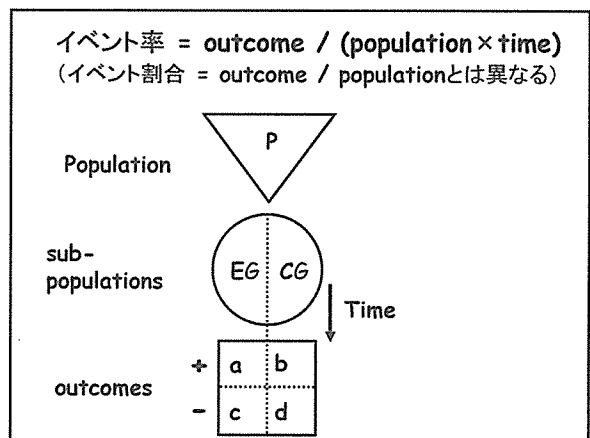 イベント率 = outcome / (population×time)
（イベント割合 = outcome / populationとは異なる）
P
Population
sub-
populations
EG
CG
Time
outcomes
+
a
b
-
c
d